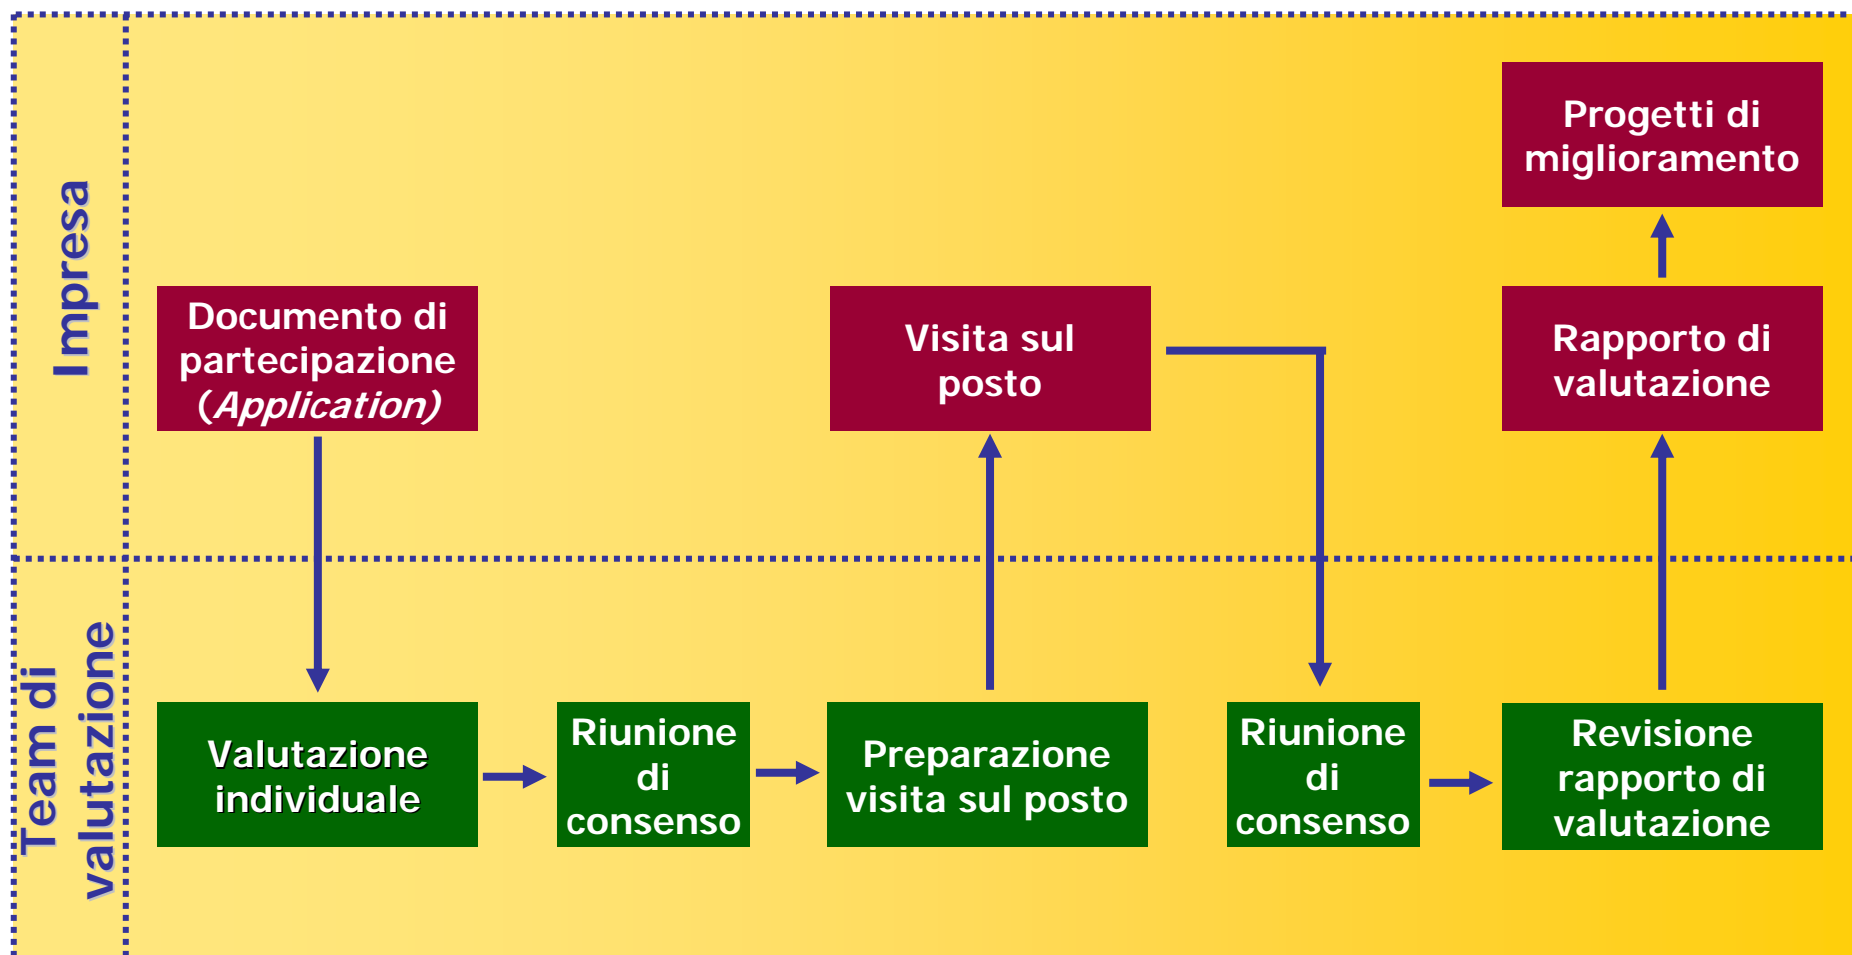 Impresa
Progetti di
miglioramento
Documento di
partecipazione
(Application)
Visita sul
posto
Rapporto di
valutazione
Team di
valutazione
Valutazione
individuale
Riunione
di
consenso
Preparazione
visita sul posto
Riunione
di
consenso
Revisione
rapporto di
valutazione